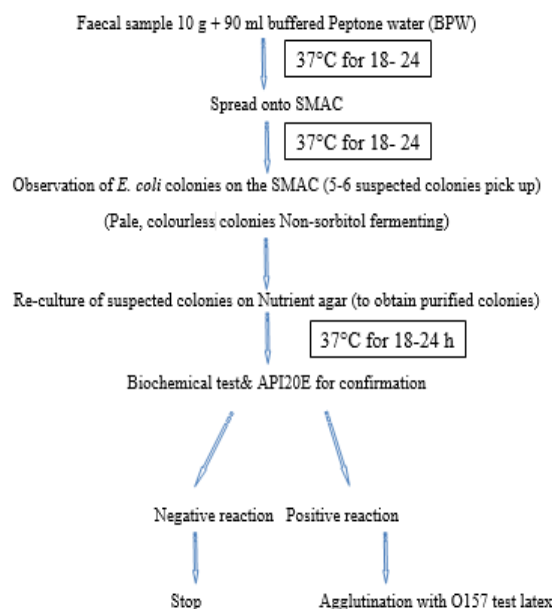 Faecal sample 10 g + 90 ml buffered Peptone water (BPW)
37°C for 18- 24
Spread onto SMAC
37°C for 18- 24
Observation of E. coli colonies on the SMAC (5-6 suspected colonies pick up)
(Pale, colourless colonies Non-sorbitol fermenting)
Re-culture of suspected colonies on Nutrient agar (to obtain purified colonies)
37°C for 18-24 h
Biochemical test& API20E for confirmation
Negative reaction Positive reaction
Stop Agglutination with O157 test latex